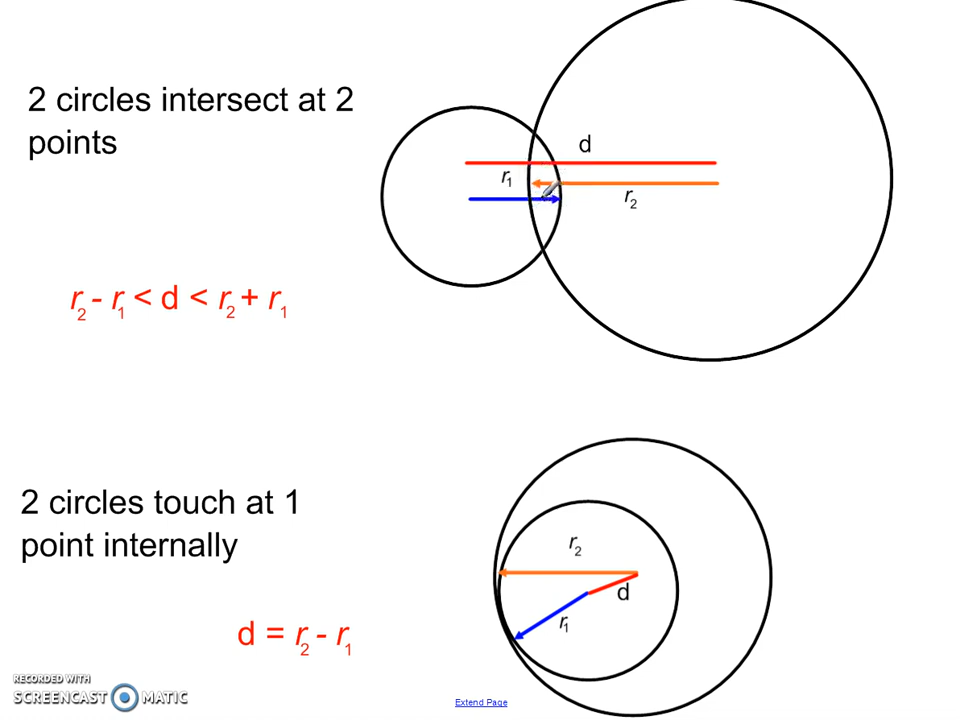 2 circles intersect at 2
points
d
r₁
r₂
r₂ - r₁ < d < r₂ + r₁
2 circles touch at 1
point internally
r₂
d
r₁
d = r₂ - r₁
RECORDED WITH
SCREENCAST MATIC
Extend Page